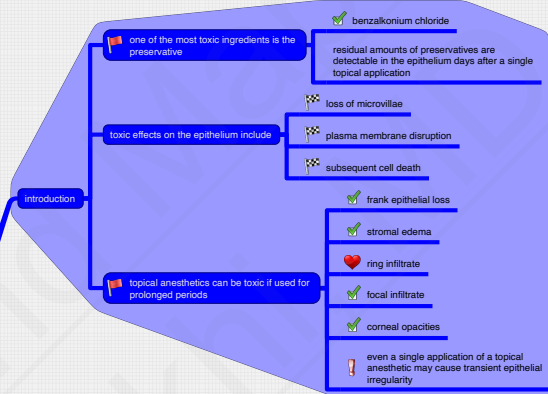 introduction
one of the most toxic ingredients is the
preservative
benzalkonium chloride
residual amounts of preservatives are
detectable in the epithelium days after a single
topical application
toxic effects on the epithelium include
loss of microvillae
plasma membrane disruption
subsequent cell death
topical anesthetics can be toxic if used for
prolonged periods
frank epithelial loss
stromal edema
ring infiltrate
focal infiltrate
corneal opacities
even a single application of a topical
anesthetic may cause transient epithelial
irregularity